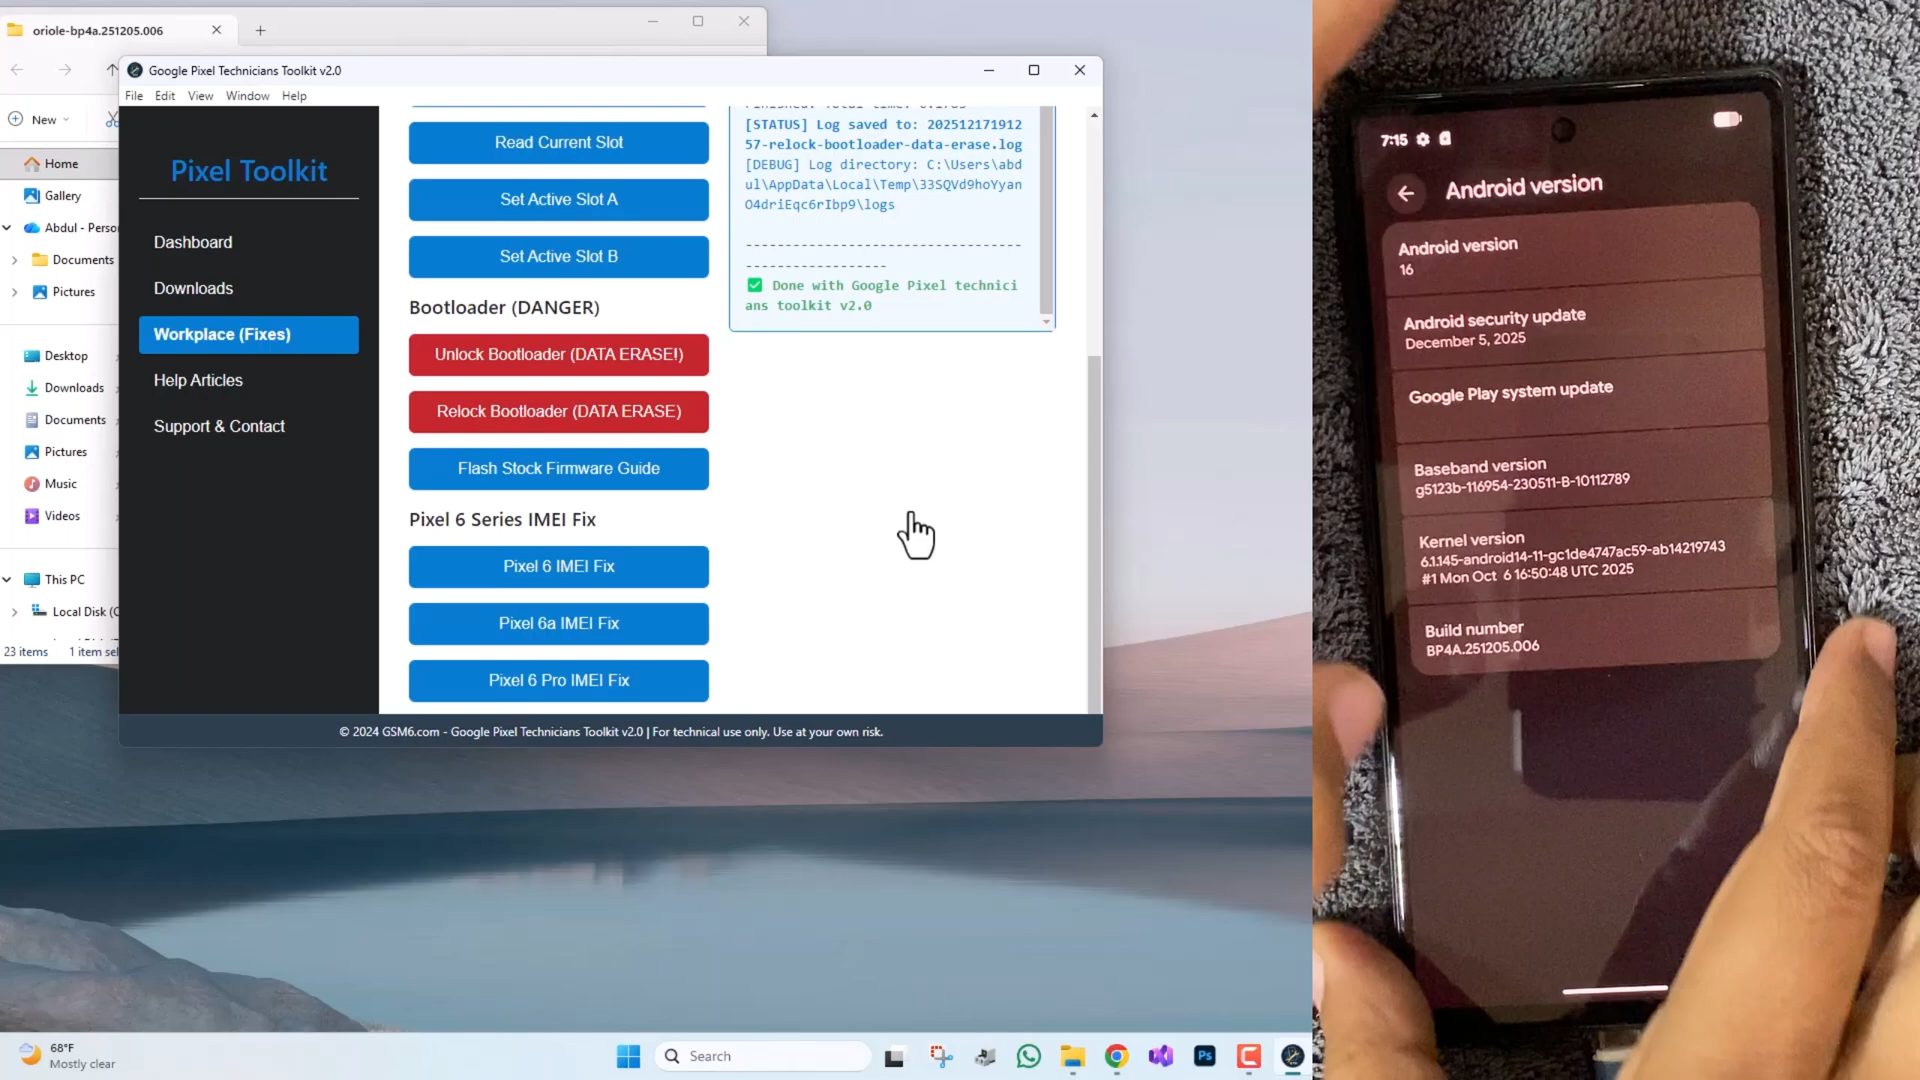 oriole-bp4a.251205.006
New
Home
Gallery
Abdul - Perso
Documents
Pictures
Desktop
Downloads
Documents
Pictures
Music
Videos
This PC
Local Disk (C
23 items 1 item sel
Google Pixel Technicians Toolkit v2.0
File Edit View Window Help
Pixel Toolkit
Dashboard
Downloads
Workplace (Fixes)
Help Articles
Support & Contact
Read Current Slot
Set Active Slot A
Set Active Slot B
Bootloader (DANGER)
Unlock Bootloader (DATA ERASE!)
Relock Bootloader (DATA ERASE)
Flash Stock Firmware Guide
Pixel 6 Series IMEI Fix
Pixel 6 IMEI Fix
Pixel 6a IMEI Fix
Pixel 6 Pro IMEI Fix
[STATUS] Log saved to: 202512171912
57-relock-bootloader-data-erase.log
[DEBUG] Log directory: C:\Users\abd
ul\AppData\Local\Temp\33SQVd9hoYyan
O4driEqc6rIbp9\logs
-----------------------------------
------------------
Done with Google Pixel technici
ans toolkit v2.0
© 2024 GSM6.com - Google Pixel Technicians Toolkit v2.0 | For technical use only. Use at your own risk.
68°F
Mostly clear
Search
Ps
7:15
Android version
Android version
16
Android security update
December 5, 2025
Google Play system update
Baseband version
g5123b-116954-230511-B-10112789
Kernel version
6.1.145-android14-11-gc1de4747ac59-ab14219743
#1 Mon Oct 6 16:50:48 UTC 2025
Build number
BP4A.251205.006